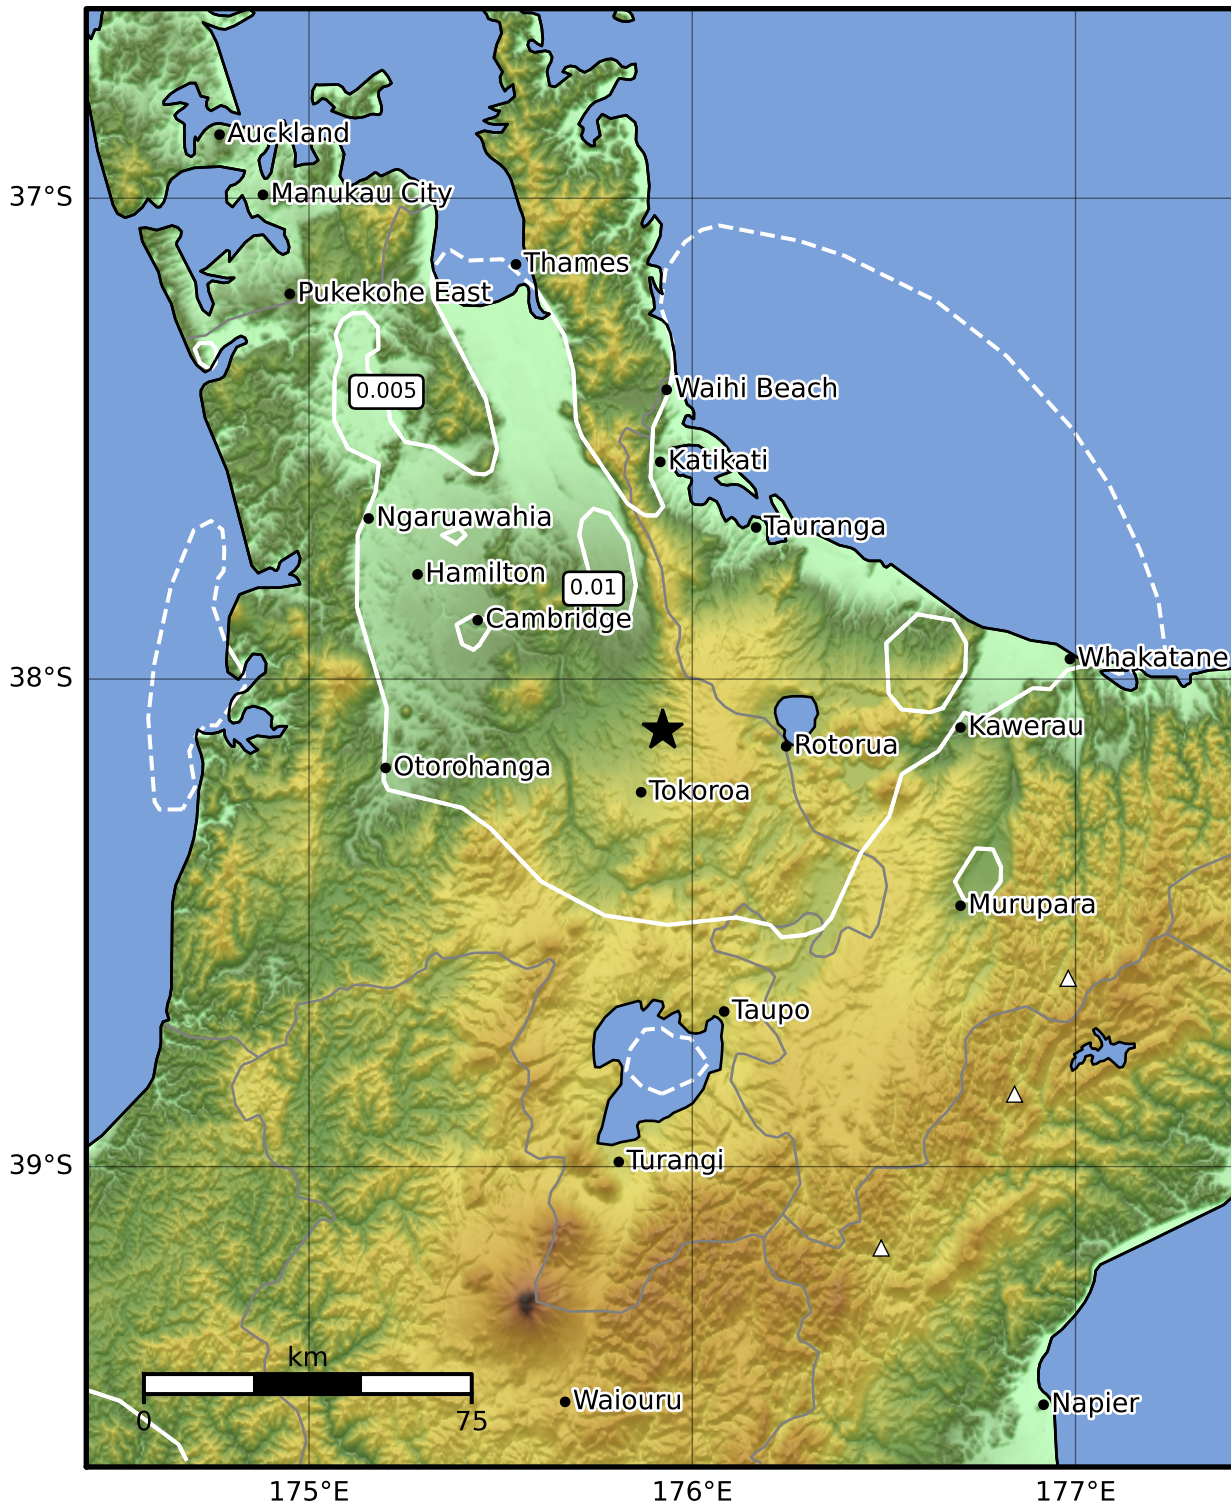 Auckland
37°S
Manukau City
Thames
Pukekohe East
0.005
Waihi Beach
Katikati
Ngaruawahia
Tauranga
Hamilton
0.01
Cambridge
38°S
Whakatane
Kawerau
Rotorua
Otorohanga
Tokoroa
Murupara
Taupo
39°S
Turangi
km
0
75
Waiouru
Napier
175°E
176°E
177°E